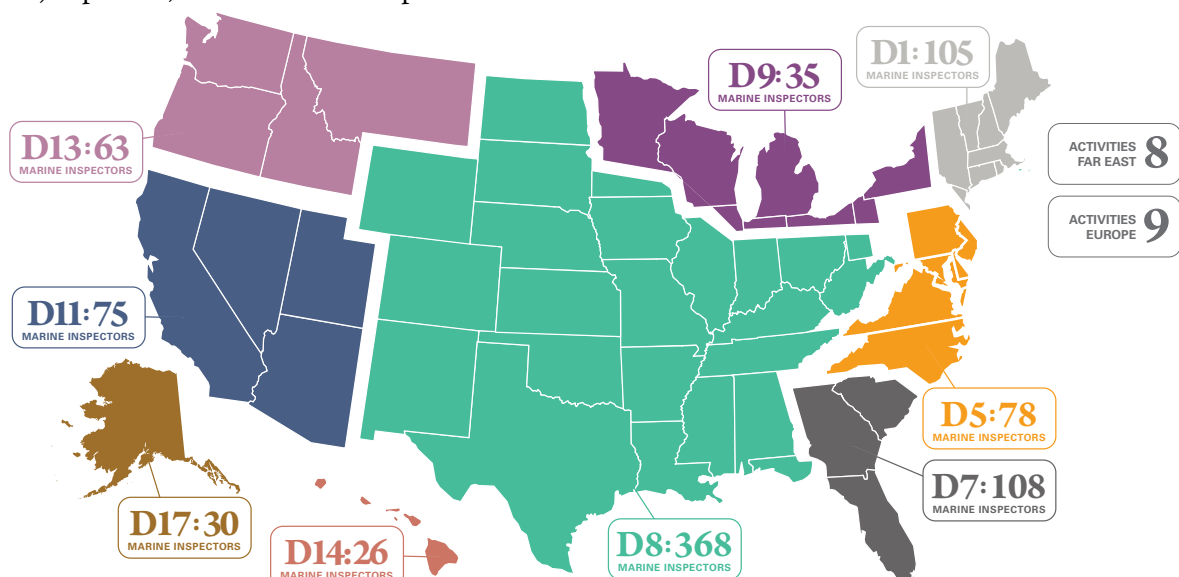 D1:105
MARINE INSPECTORS
D9:35
MARINE INSPECTORS
D13:63
MARINE INSPECTORS
ACTIVITIES
FAR EAST 8
ACTIVITIES
EUROPE 9
D11:75
MARINE INSPECTORS
D5:78
MARINE INSPECTORS
D7:108
MARINE INSPECTORS
D17:30
MARINE INSPECTORS
D14:26
MARINE INSPECTORS
D8:368
MARINE INSPECTORS